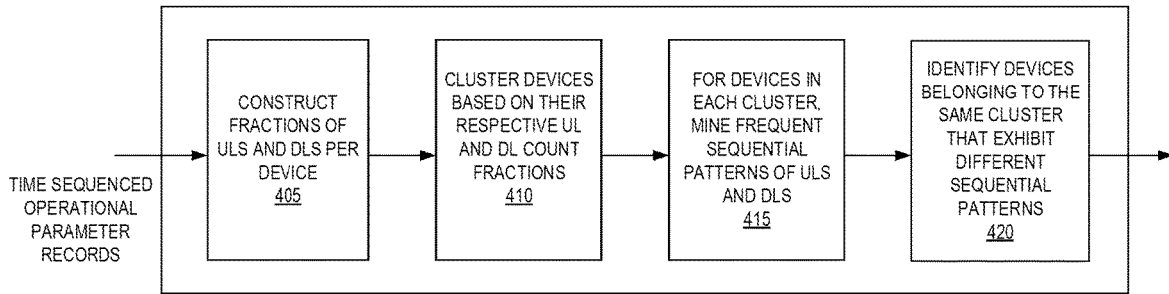 TIME SEQUENCED
OPERATIONAL
PARAMETER
RECORDS
CONSTRUCT
FRACTIONS OF
ULS AND DLS PER
DEVICE
405
CLUSTER DEVICES
BASED ON THEIR
RESPECTIVE UL
AND DL COUNT
FRACTIONS
410
FOR DEVICES IN
EACH CLUSTER,
MINE FREQUENT
SEQUENTIAL
PATTERNS OF ULS
AND DLS
415
IDENTIFY DEVICES
BELONGING TO THE
SAME CLUSTER
THAT EXHIBIT
DIFFERENT
SEQUENTIAL
PATTERNS
420